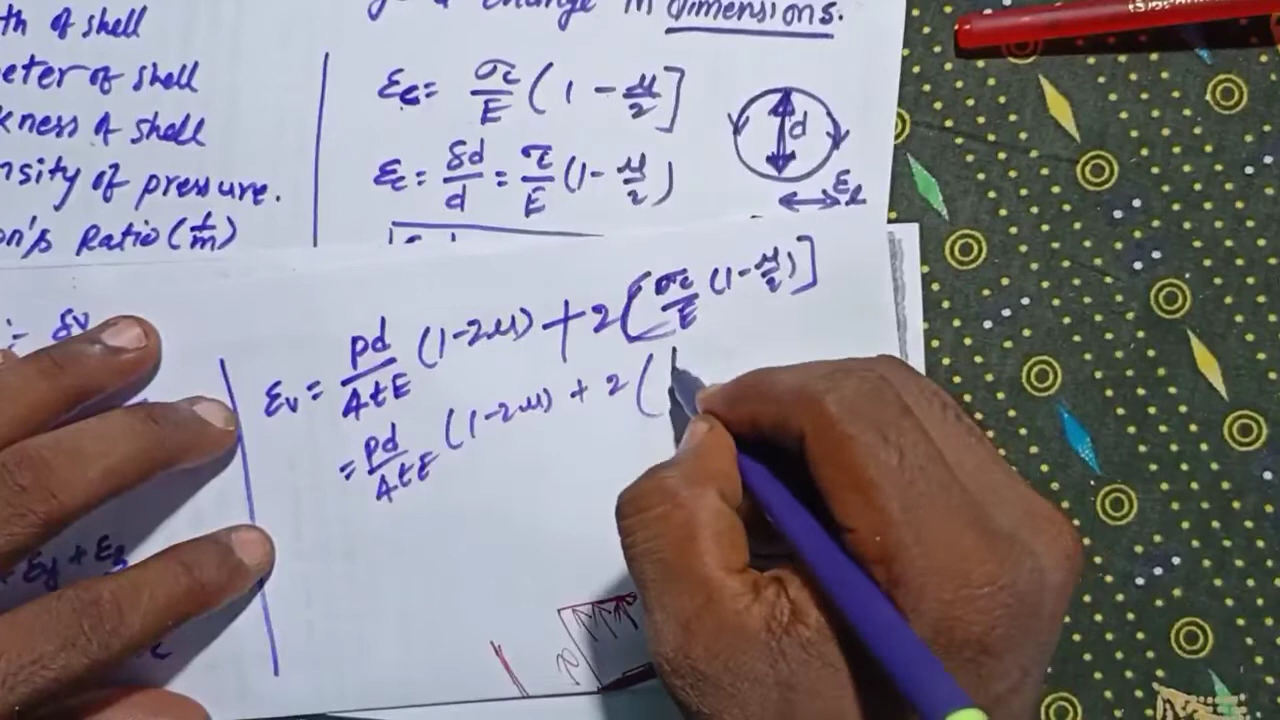 change in dimensions.
th of shell
eter of shell
kness of shell
nsity of pressure.
on's Ratio (1/m)
εc = σc/E (1 - μ/2]
εc = δd/d = σc/E (1 - μ/2)
d
εl
:- δv
εv = pd/4tE (1-2μ) + 2[σc/E (1-μ/2)]
= pd/4tE (1-2μ) + 2(